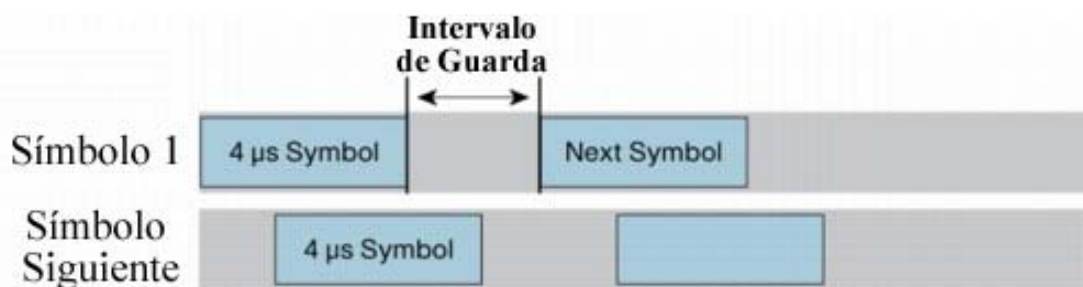 Intervalo
de Guarda
Símbolo 1
4 µs Symbol
Next Symbol
Símbolo
Siguiente
4 µs Symbol